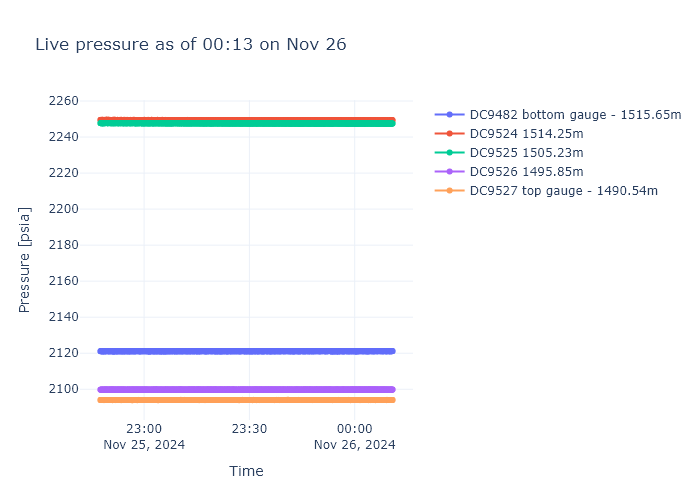 Live pressure as of 00:13 on Nov 26
2260
2240
2220
2200
2180
2160
2140
2120
2100
Pressure [psia]
23:00
Nov 25, 2024
23:30
00:00
Nov 26, 2024
Time
DC9482 bottom gauge - 1515.65m
DC9524 1514.25m
DC9525 1505.23m
DC9526 1495.85m
DC9527 top gauge - 1490.54m